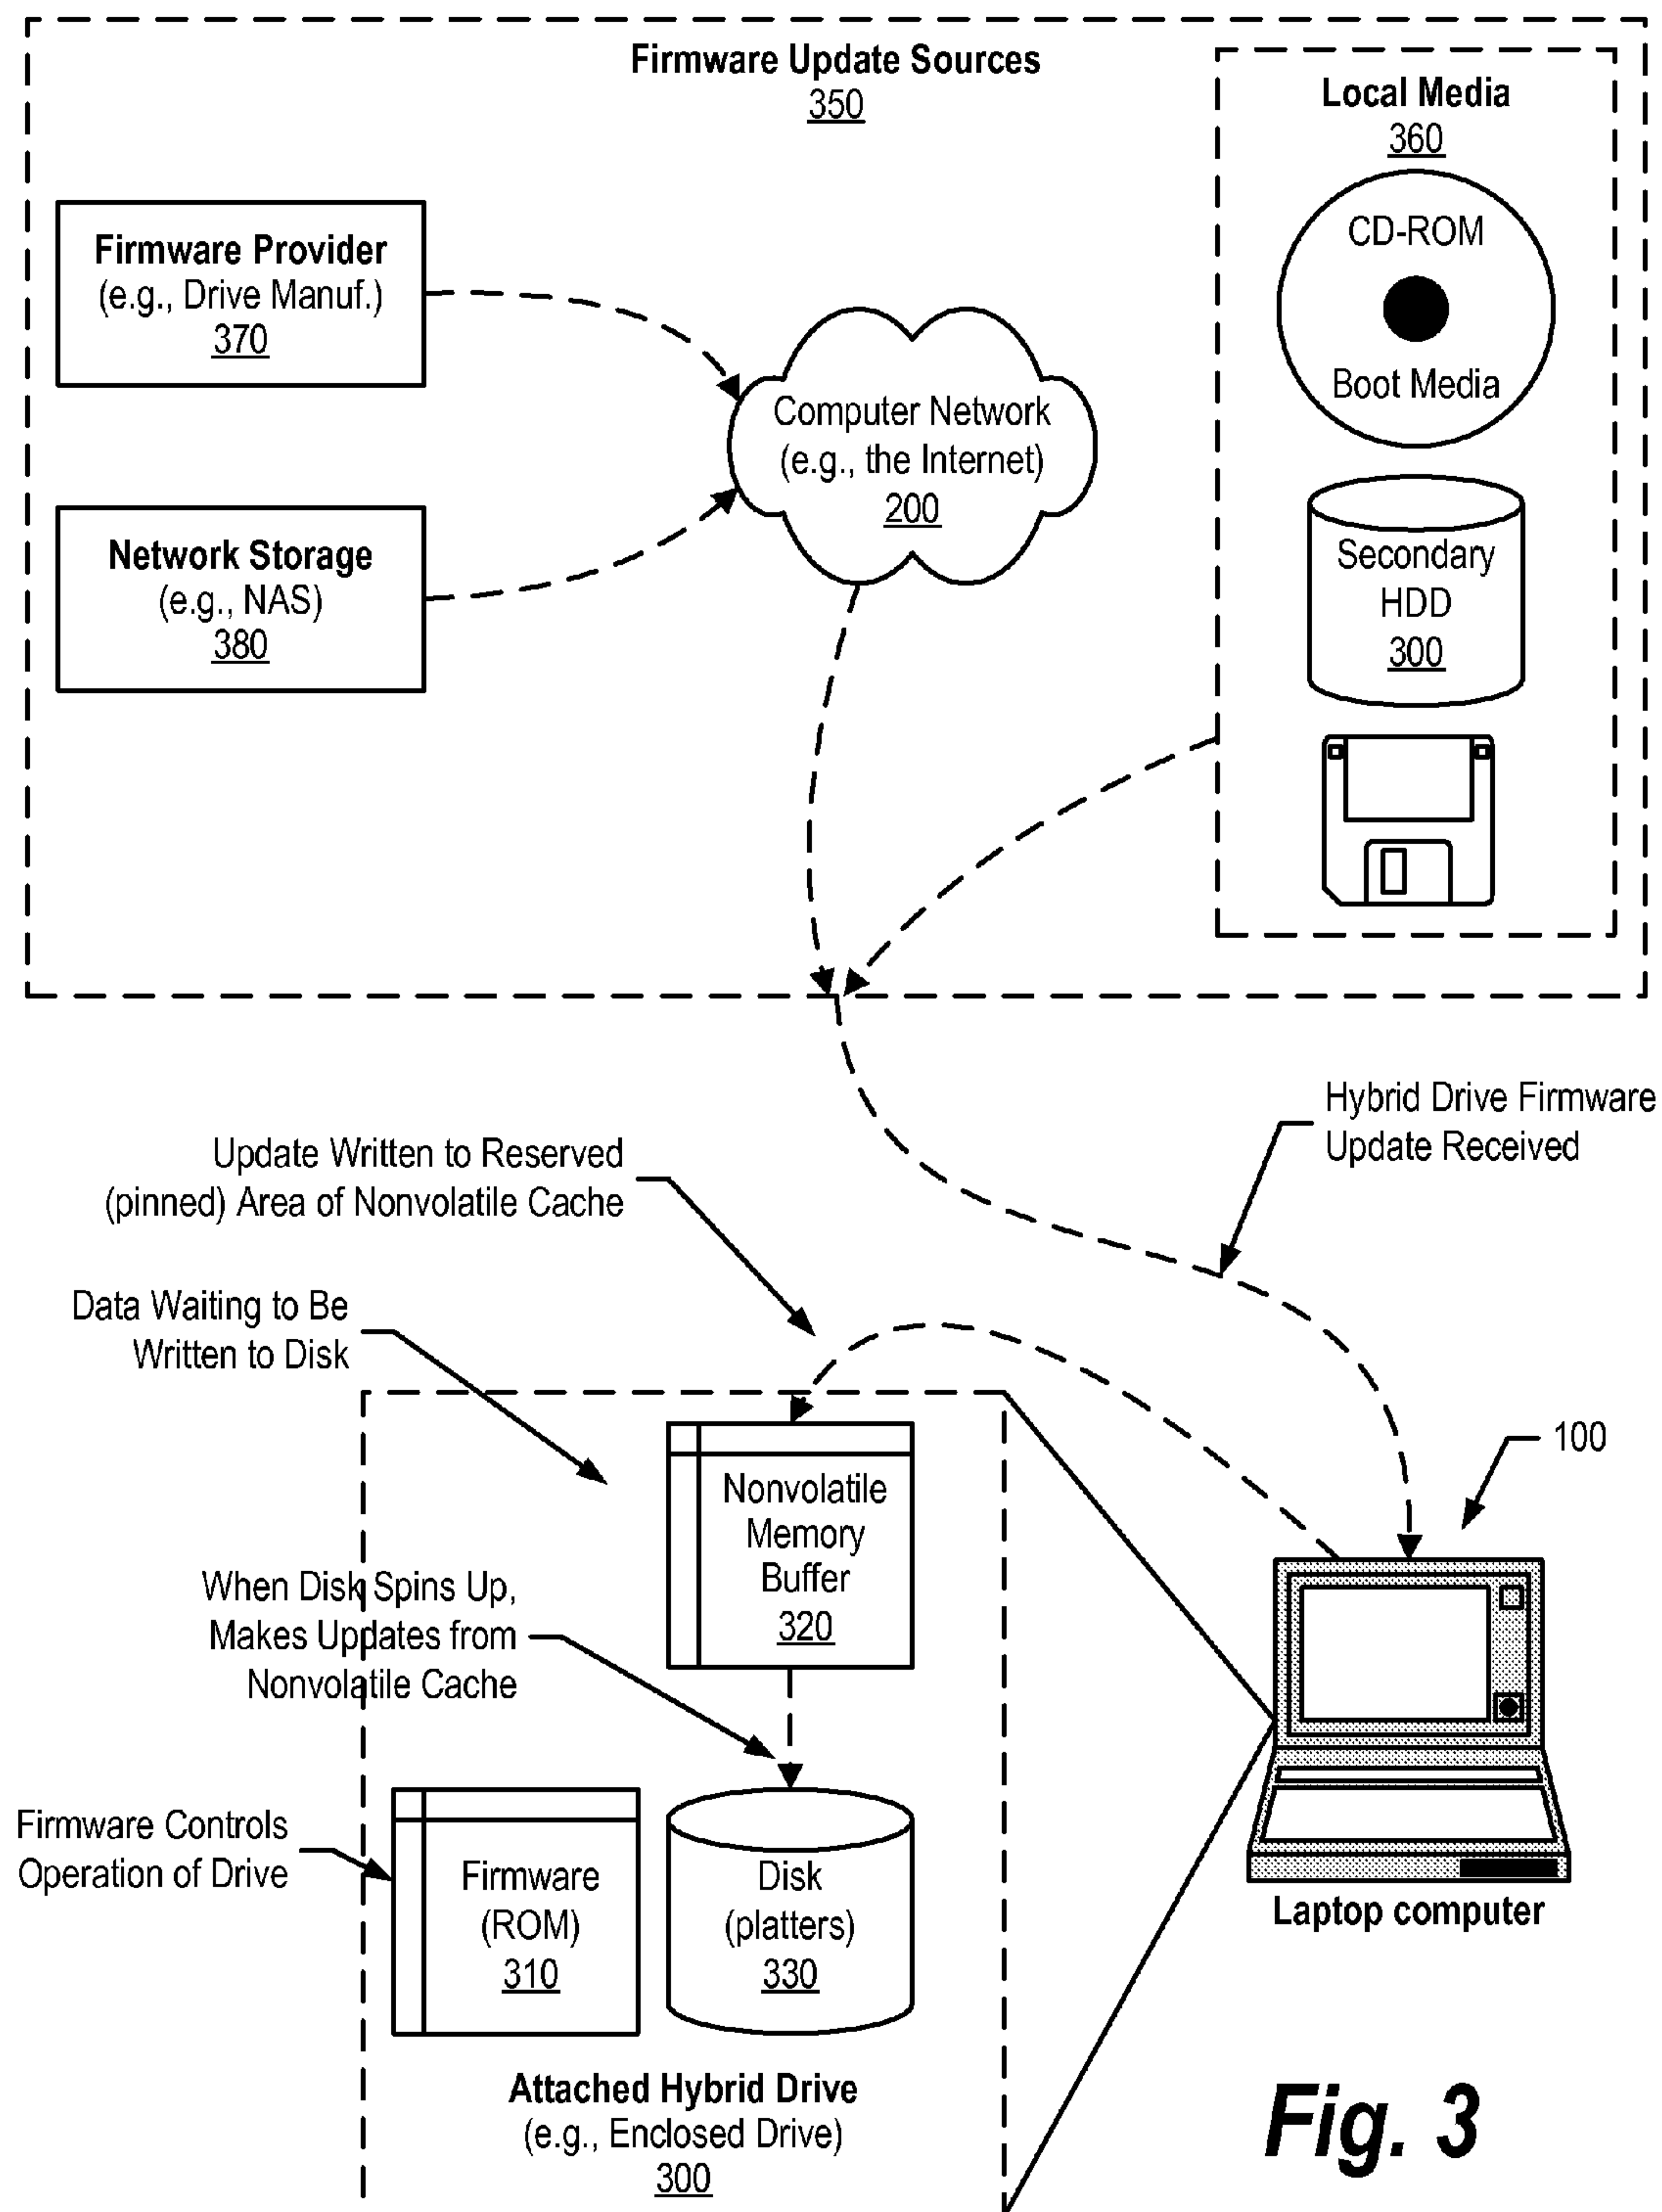 Firmware Update Sources
350
Local Media
360
CD-ROM
Boot Media
Firmware Provider
(e.g., Drive Manuf.)
370
Computer Network
(e.g., the Internet)
200
Network Storage
(e.g., NAS)
380
Secondary
HDD
300
Hybrid Drive Firmware
Update Received
Update Written to Reserved
(pinned) Area of Nonvolatile Cache
Data Waiting to Be
Written to Disk
100
Nonvolatile
Memory
Buffer
320
When Disk Spins Up,
Makes Updates from
Nonvolatile Cache
Firmware Controls
Operation of Drive
Firmware
(ROM)
310
Disk
(platters)
330
Laptop computer
Attached Hybrid Drive
(e.g., Enclosed Drive)
300
Fig. 3